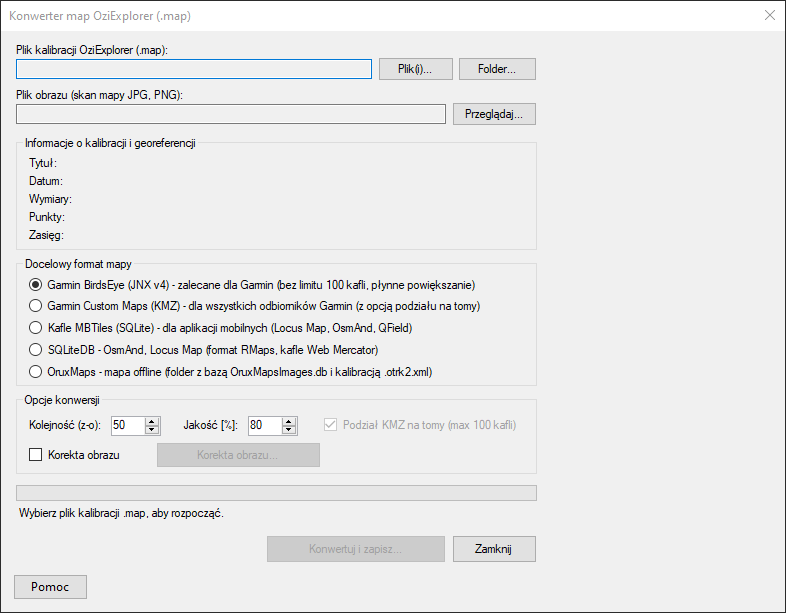 Konwerter map OziExplorer (.map)
Plik kalibracji OziExplorer (.map):
Plik(i)... Folder...
Plik obrazu (skan mapy JPG, PNG):
Przeglądaj...
Informacje o kalibracji i georeferencji
Tytuł:
Datum:
Wymiary:
Punkty:
Zasięg:
Docelowy format mapy
Garmin BirdsEye (JNX v4) - zalecane dla Garmin (bez limitu 100 kafli, płynne powiększanie)
Garmin Custom Maps (KMZ) - dla wszystkich odbiorników Garmin (z opcją podziału na tomy)
Kafle MBTiles (SQLite) - dla aplikacji mobilnych (Locus Map, OsmAnd, QField)
SQLiteDB - OsmAnd, Locus Map (format RMaps, kafle Web Mercator)
OruxMaps - mapa offline (folder z bazą OruxMapsImages.db i kalibracją .otrk2.xml)
Opcje konwersji
Kolejność (z-o): 50 Jakość [%]: 80 Podział KMZ na tomy (max 100 kafli)
Korekta obrazu Korekta obrazu...
Wybierz plik kalibracji .map, aby rozpocząć.
Konwertuj i zapisz... Zamknij
Pomoc